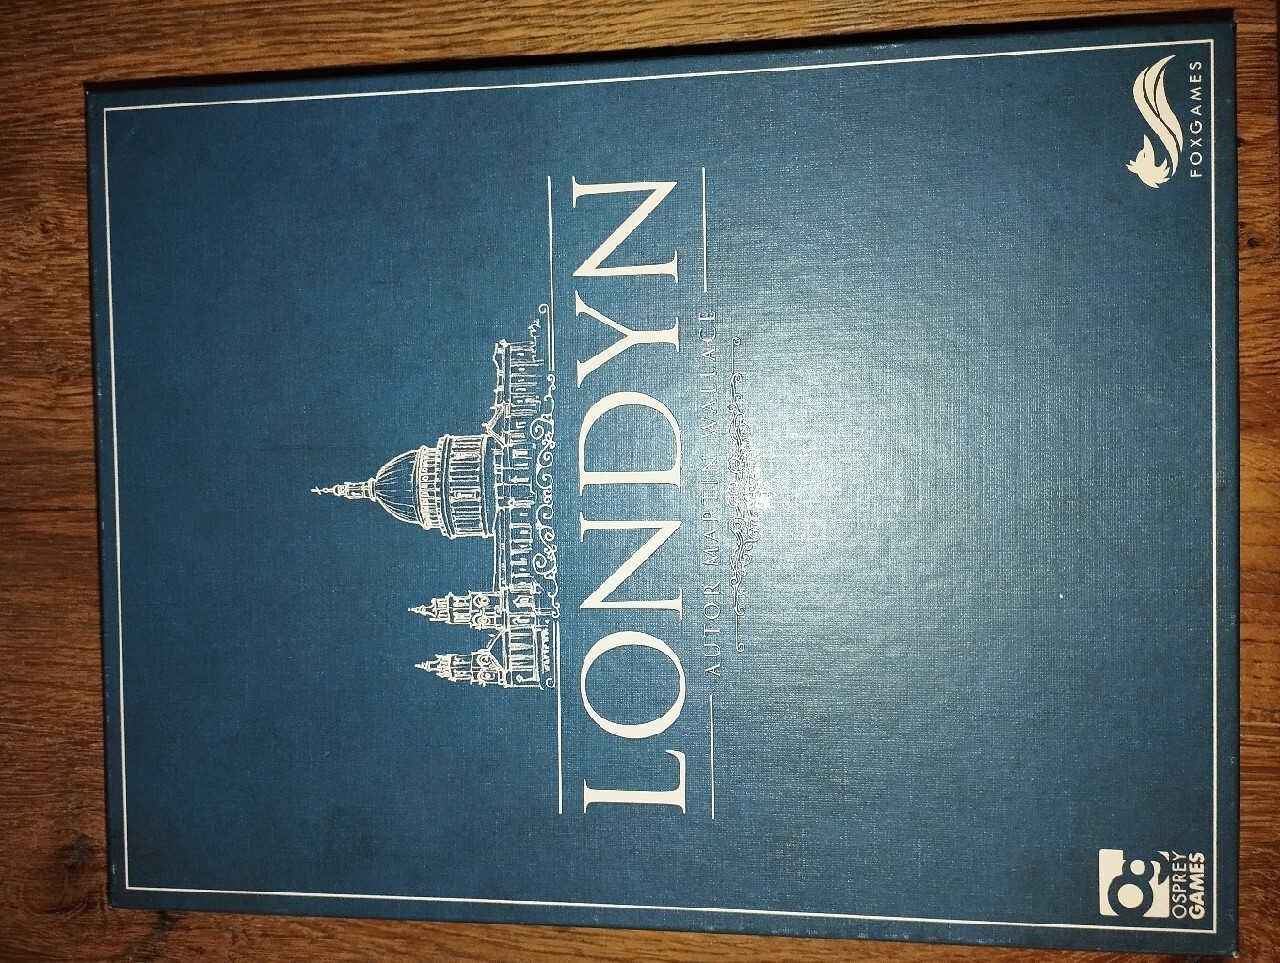 LONDYN
AUTOR MARTIN WALLACE
OSPREY
GAMES
FOXGAMES